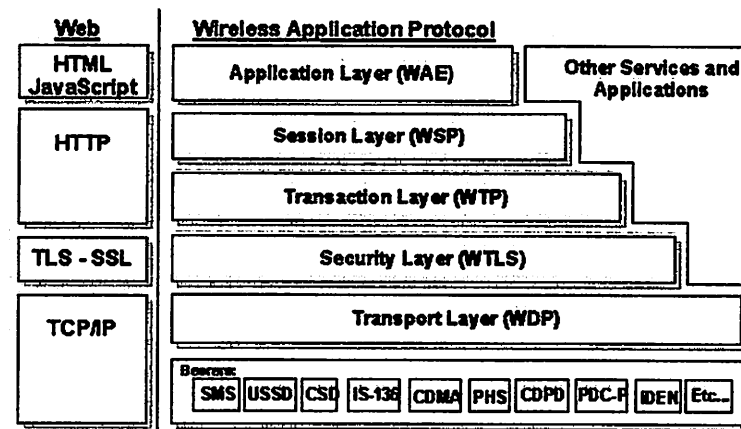 Web
Wireless Application Protocol
HTML
JavaScript
Application Layer (WAE)
Other Services and
Applications
HTTP
Session Layer (WSP)
Transaction Layer (WTP)
TLS - SSL
Security Layer (WTLS)
TCP/IP
Transport Layer (WDP)
Bearers:
SMS USSD CSD IS-136 CDMA PHS CDPD PDC-P IDEN Etc...